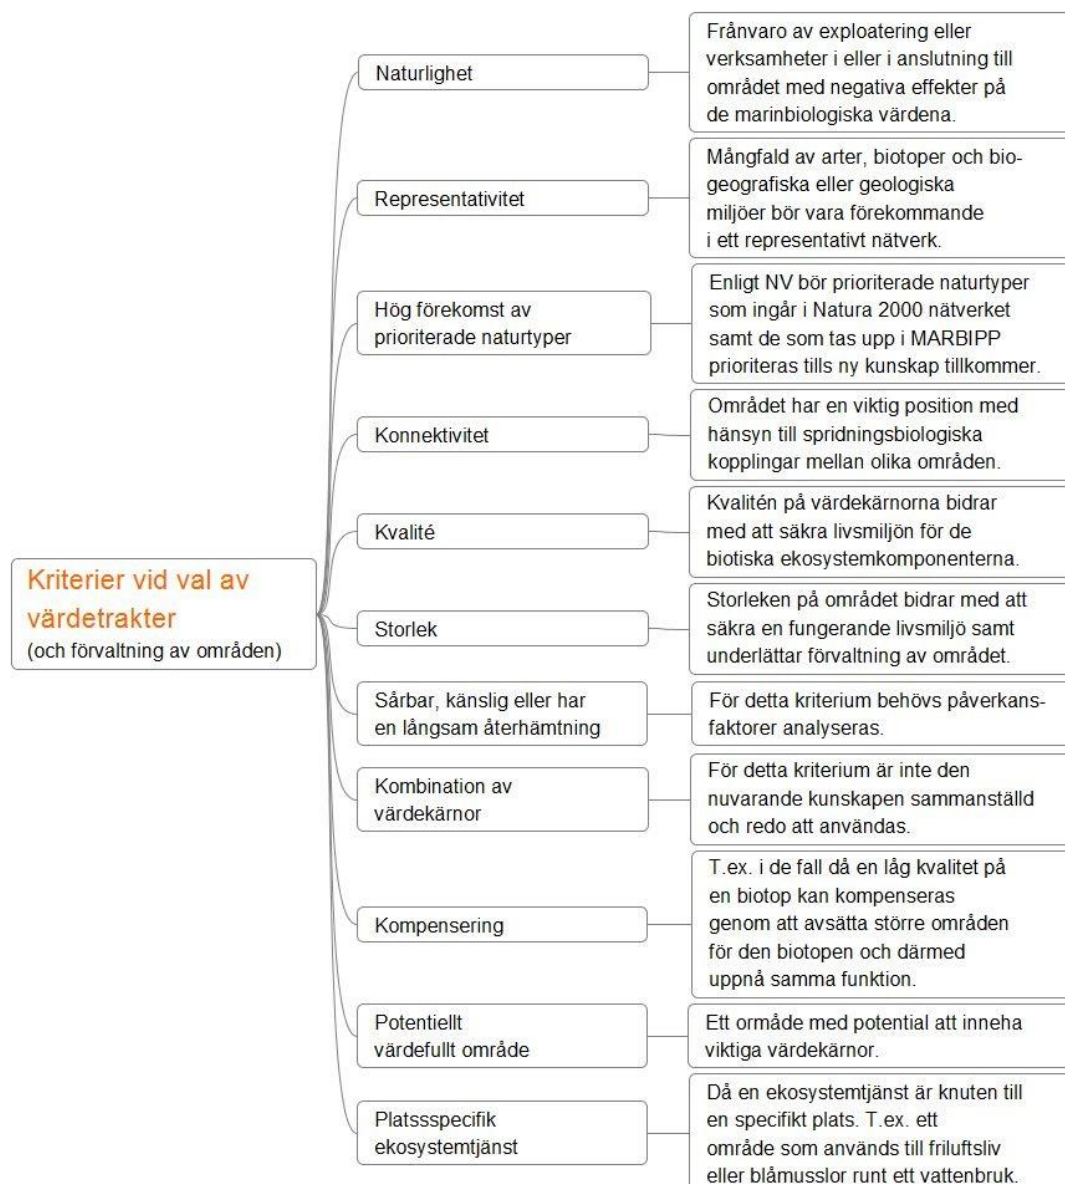 Kriterier vid val av
värdetrakter
(och förvaltning av områden)
Naturlighet
Frånvaro av exploatering eller
verksamheter i eller i anslutning till
området med negativa effekter på
de marinbiologiska värdena.
Representativitet
Mångfald av arter, biotoper och bio-
geografiska eller geologiska
miljöer bör vara förekommande
i ett representativt nätverk.
Hög förekomst av
prioriterade naturtyper
Enligt NV bör prioriterade naturtyper
som ingår i Natura 2000 nätverket
samt de som tas upp i MARBIPP
prioriteras tills ny kunskap tillkommer.
Konnektivitet
Området har en viktig position med
hänsyn till spridningsbiologiska
kopplingar mellan olika områden.
Kvalité
Kvalitén på värdekärnorna bidrar
med att säkra livsmiljön för de
biotiska ekosystemkomponenterna.
Storlek
Storleken på området bidrar med att
säkra en fungerande livsmiljö samt
underlättar förvaltning av området.
Sårbar, känslig eller har
en långsam återhämtning
För detta kriterium behövs påverkans-
faktorer analyseras.
Kombination av
värdekärnor
För detta kriterium är inte den
nuvarande kunskapen sammanställd
och redo att användas.
Kompensering
T.ex. i de fall då en låg kvalitet på
en biotop kan kompenseras
genom att avsätta större områden
för den biotopen och därmed
uppnå samma funktion.
Potentiellt
värdefullt område
Ett ormåde med potential att inneha
viktiga värdekärnor.
Platssspecifik
ekosystemtjänst
Då en ekosystemtjänst är knuten till
en specifikt plats. T.ex. ett
område som används till friluftsliv
eller blåmusslor runt ett vattenbruk.